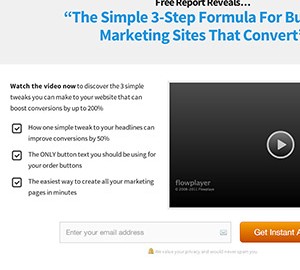 Free Report Reveals…
“The Simple 3-Step Formula For Bu
Marketing Sites That Convert”
Watch the video now to discover the 3 simple
tweaks you can make to your website that can
boost conversions by up to 200%
How one simple tweak to your headlines can
improve conversions by 50%
The ONLY button text you should be using for
your order buttons
The easiest way to create all your marketing
pages in minutes
flowplayer
© 2008-2011 Flowplayer
Enter your email address
Get Instant A
We value your privacy and would never spam you